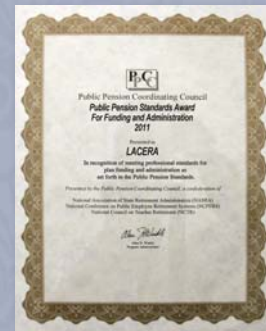 PPCC
Public Pension Coordinating Council
Public Pension Standards Award
For Funding and Administration
2011
Presented to
LACERA
In recognition of meeting professional standards for
plan funding and administration as
set forth in the Public Pension Standards.
Presented by the Public Pension Coordinating Council, a confederation of
National Association of State Retirement Administrators (NASRA)
National Conference on Public Employee Retirement Systems (NCPERS)
National Council on Teacher Retirement (NCTR)
Program Administrator